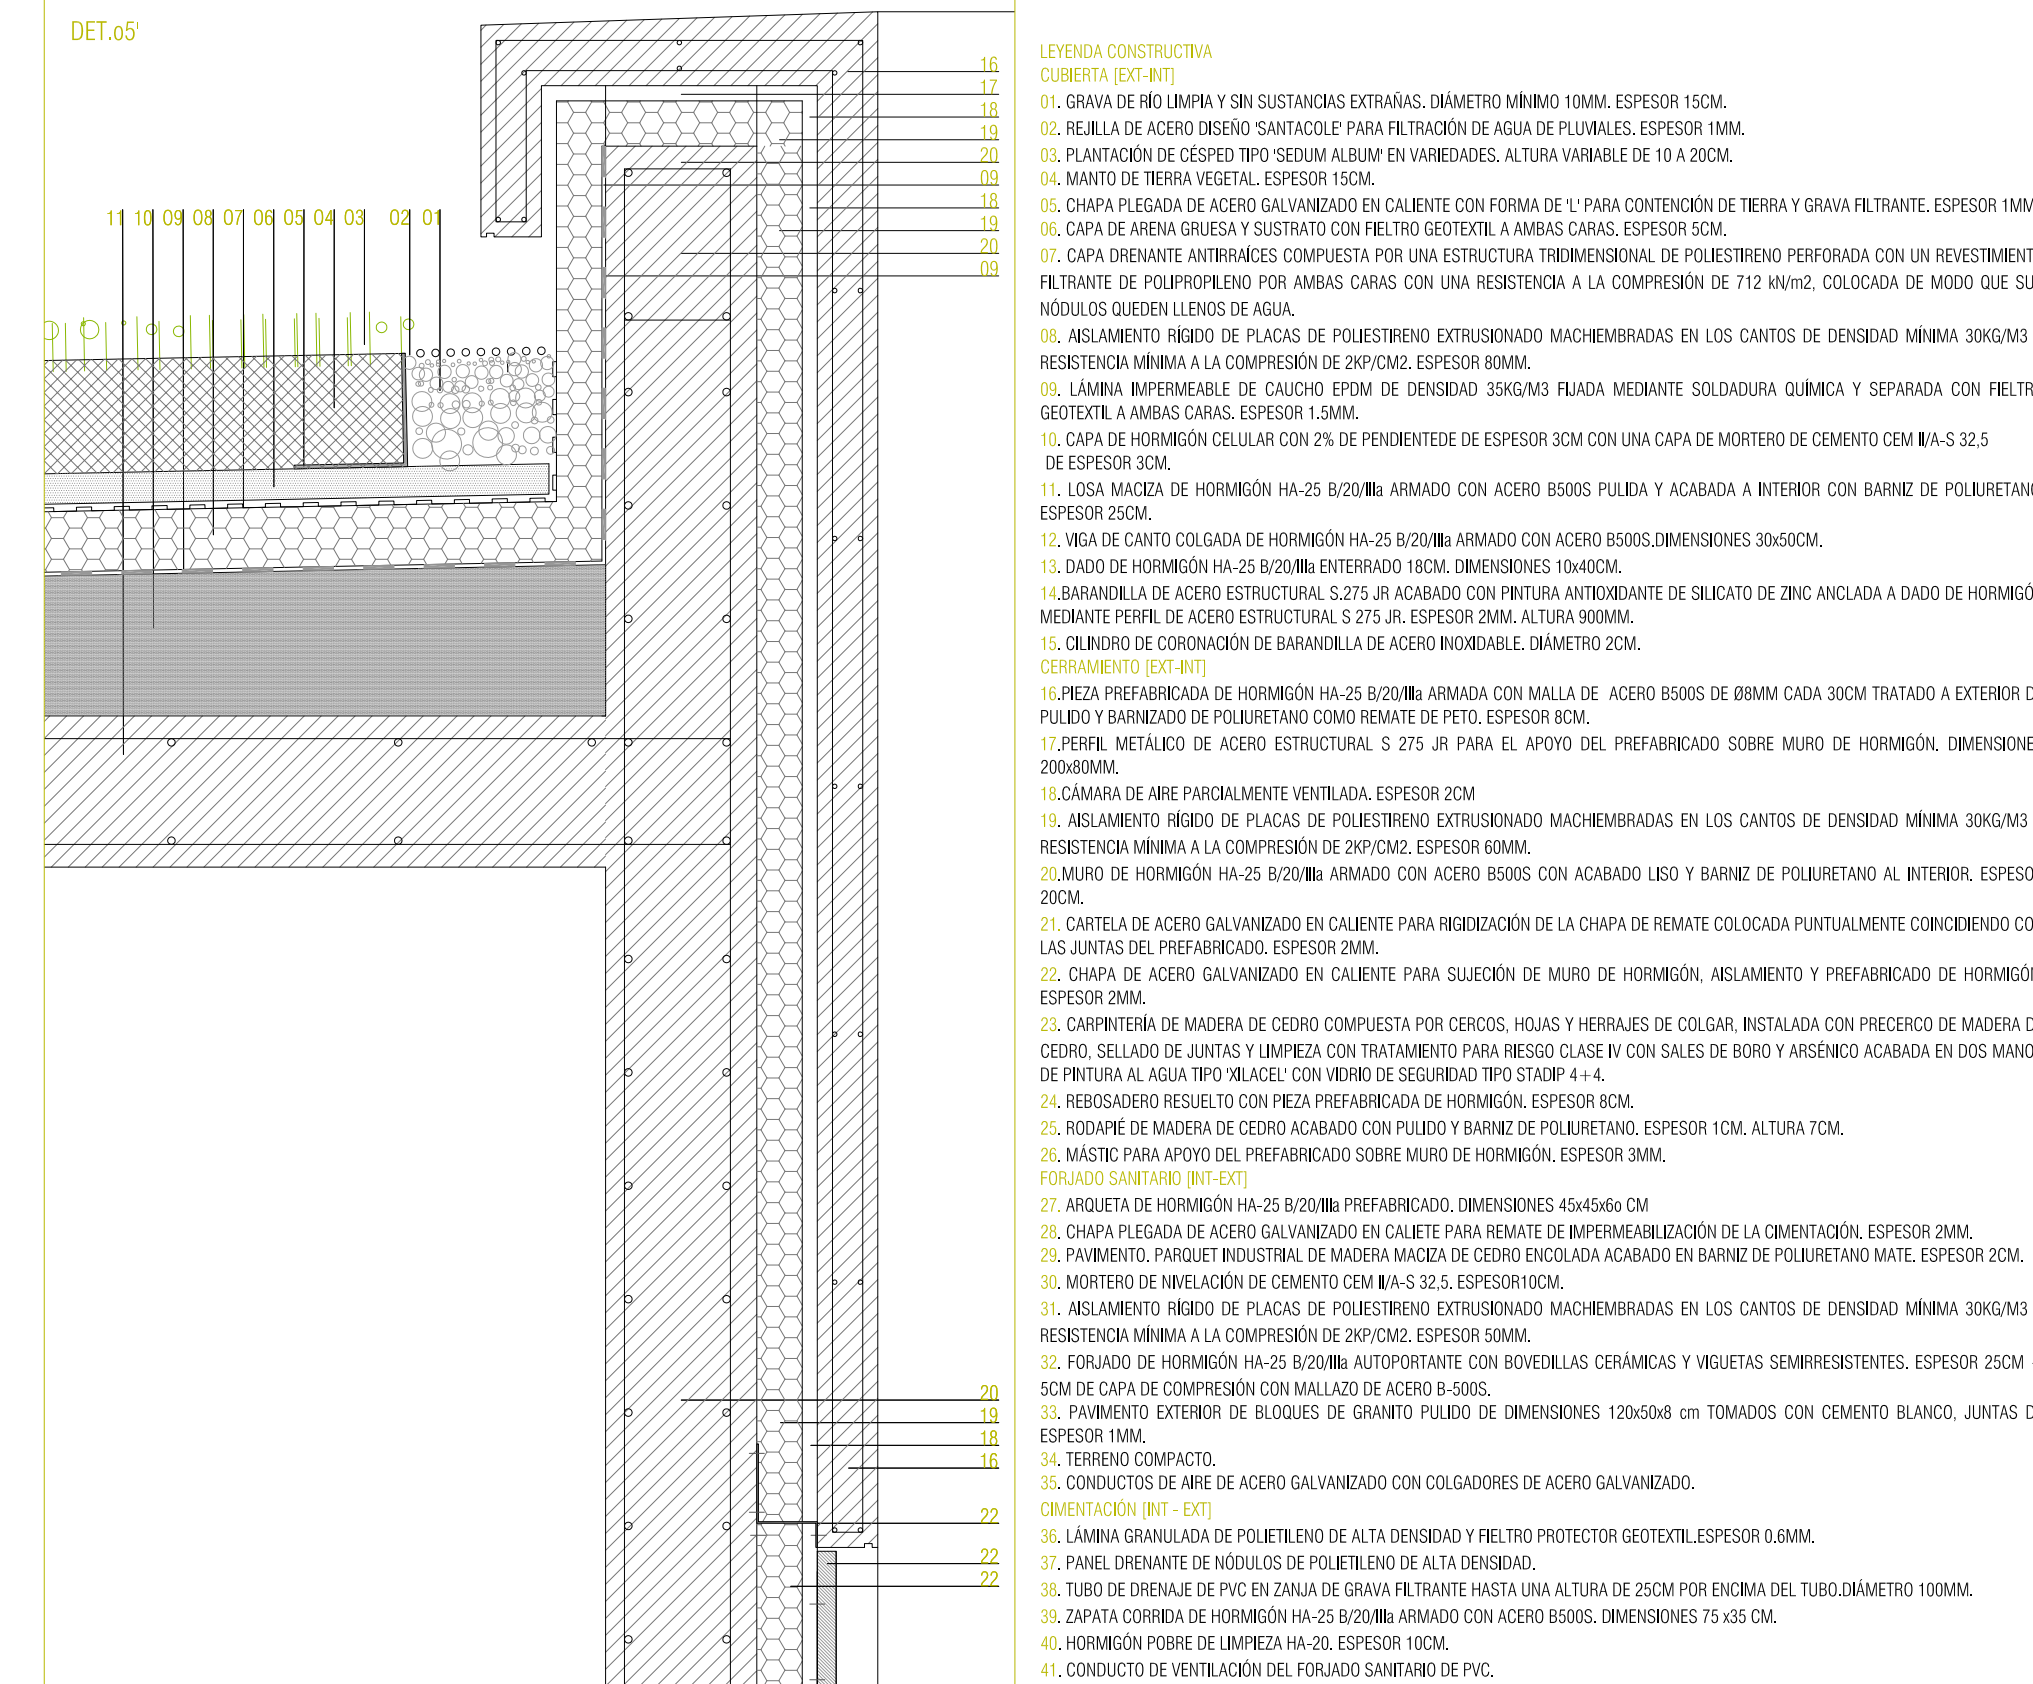 DET.o5'
16
17
18
19
20
09
18
19
20
09
11 10 09 08 07 06 05 04 03 02 01
20
19
18
16
22
22
22
LEYENDA CONSTRUCTIVA
CUBIERTA [EXT-INT]
01. GRAVA DE RÍO LIMPIA Y SIN SUSTANCIAS EXTRAÑAS. DIÁMETRO MÍNIMO 10MM. ESPESOR 15CM.
02. REJILLA DE ACERO DISEÑO 'SANTACOLE' PARA FILTRACIÓN DE AGUA DE PLUVIALES. ESPESOR 1MM.
03. PLANTACIÓN DE CÉSPED TIPO 'SEDUM ALBUM' EN VARIEDADES. ALTURA VARIABLE DE 10 A 20CM.
04. MANTO DE TIERRA VEGETAL. ESPESOR 15CM.
05. CHAPA PLEGADA DE ACERO GALVANIZADO EN CALIENTE CON FORMA DE 'L' PARA CONTENCIÓN DE TIERRA Y GRAVA FILTRANTE. ESPESOR 1MM
06. CAPA DE ARENA GRUESA Y SUSTRATO CON FIELTRO GEOTEXTIL A AMBAS CARAS. ESPESOR 5CM.
07. CAPA DRENANTE ANTIRRAÍCES COMPUESTA POR UNA ESTRUCTURA TRIDIMENSIONAL DE POLIESTIRENO PERFORADA CON UN REVESTIMIENT
FILTRANTE DE POLIPROPILENO POR AMBAS CARAS CON UNA RESISTENCIA A LA COMPRESIÓN DE 712 kN/m2, COLOCADA DE MODO QUE SU
NÓDULOS QUEDEN LLENOS DE AGUA.
08. AISLAMIENTO RÍGIDO DE PLACAS DE POLIESTIRENO EXTRUSIONADO MACHIEMBRADAS EN LOS CANTOS DE DENSIDAD MÍNIMA 30KG/M3
RESISTENCIA MÍNIMA A LA COMPRESIÓN DE 2KP/CM2. ESPESOR 80MM.
09. LÁMINA IMPERMEABLE DE CAUCHO EPDM DE DENSIDAD 35KG/M3 FIJADA MEDIANTE SOLDADURA QUÍMICA Y SEPARADA CON FIELTR
GEOTEXTIL A AMBAS CARAS. ESPESOR 1.5MM.
10. CAPA DE HORMIGÓN CELULAR CON 2% DE PENDIENTEDE DE ESPESOR 3CM CON UNA CAPA DE MORTERO DE CEMENTO CEM II/A-S 32,5
DE ESPESOR 3CM.
11. LOSA MACIZA DE HORMIGÓN HA-25 B/20/IIIa ARMADO CON ACERO B500S PULIDA Y ACABADA A INTERIOR CON BARNIZ DE POLIURETANO
ESPESOR 25CM.
12. VIGA DE CANTO COLGADA DE HORMIGÓN HA-25 B/20/IIIa ARMADO CON ACERO B500S.DIMENSIONES 30x50CM.
13. DADO DE HORMIGÓN HA-25 B/20/IIIa ENTERRADO 18CM. DIMENSIONES 10x40CM.
14.BARANDILLA DE ACERO ESTRUCTURAL S.275 JR ACABADO CON PINTURA ANTIOXIDANTE DE SILICATO DE ZINC ANCLADA A DADO DE HORMIGÓ
MEDIANTE PERFIL DE ACERO ESTRUCTURAL S 275 JR. ESPESOR 2MM. ALTURA 900MM.
15. CILINDRO DE CORONACIÓN DE BARANDILLA DE ACERO INOXIDABLE. DIÁMETRO 2CM.
CERRAMIENTO [EXT-INT]
16.PIEZA PREFABRICADA DE HORMIGÓN HA-25 B/20/IIIa ARMADA CON MALLA DE ACERO B500S DE Ø8MM CADA 30CM TRATADO A EXTERIOR D
PULIDO Y BARNIZADO DE POLIURETANO COMO REMATE DE PETO. ESPESOR 8CM.
17.PERFIL METÁLICO DE ACERO ESTRUCTURAL S 275 JR PARA EL APOYO DEL PREFABRICADO SOBRE MURO DE HORMIGÓN. DIMENSIONE
200x80MM.
18.CÁMARA DE AIRE PARCIALMENTE VENTILADA. ESPESOR 2CM
19. AISLAMIENTO RÍGIDO DE PLACAS DE POLIESTIRENO EXTRUSIONADO MACHIEMBRADAS EN LOS CANTOS DE DENSIDAD MÍNIMA 30KG/M3
RESISTENCIA MÍNIMA A LA COMPRESIÓN DE 2KP/CM2. ESPESOR 60MM.
20.MURO DE HORMIGÓN HA-25 B/20/IIIa ARMADO CON ACERO B500S CON ACABADO LISO Y BARNIZ DE POLIURETANO AL INTERIOR. ESPESO
20CM.
21. CARTELA DE ACERO GALVANIZADO EN CALIENTE PARA RIGIDIZACIÓN DE LA CHAPA DE REMATE COLOCADA PUNTUALMENTE COINCIDIENDO CO
LAS JUNTAS DEL PREFABRICADO. ESPESOR 2MM.
22. CHAPA DE ACERO GALVANIZADO EN CALIENTE PARA SUJECIÓN DE MURO DE HORMIGÓN, AISLAMIENTO Y PREFABRICADO DE HORMIGÓN
ESPESOR 2MM.
23. CARPINTERÍA DE MADERA DE CEDRO COMPUESTA POR CERCOS, HOJAS Y HERRAJES DE COLGAR, INSTALADA CON PRECERCO DE MADERA D
CEDRO, SELLADO DE JUNTAS Y LIMPIEZA CON TRATAMIENTO PARA RIESGO CLASE IV CON SALES DE BORO Y ARSÉNICO ACABADA EN DOS MANO
DE PINTURA AL AGUA TIPO 'XILACEL' CON VIDRIO DE SEGURIDAD TIPO STADIP 4+4.
24. REBOSADERO RESUELTO CON PIEZA PREFABRICADA DE HORMIGÓN. ESPESOR 8CM.
25. RODAPIÉ DE MADERA DE CEDRO ACABADO CON PULIDO Y BARNIZ DE POLIURETANO. ESPESOR 1CM. ALTURA 7CM.
26. MÁSTIC PARA APOYO DEL PREFABRICADO SOBRE MURO DE HORMIGÓN. ESPESOR 3MM.
FORJADO SANITARIO [INT-EXT]
27. ARQUETA DE HORMIGÓN HA-25 B/20/IIIa PREFABRICADO. DIMENSIONES 45x45x6o CM
28. CHAPA PLEGADA DE ACERO GALVANIZADO EN CALIETE PARA REMATE DE IMPERMEABILIZACIÓN DE LA CIMENTACIÓN. ESPESOR 2MM.
29. PAVIMENTO. PARQUET INDUSTRIAL DE MADERA MACIZA DE CEDRO ENCOLADA ACABADO EN BARNIZ DE POLIURETANO MATE. ESPESOR 2CM.
30. MORTERO DE NIVELACIÓN DE CEMENTO CEM II/A-S 32,5. ESPESOR10CM.
31. AISLAMIENTO RÍGIDO DE PLACAS DE POLIESTIRENO EXTRUSIONADO MACHIEMBRADAS EN LOS CANTOS DE DENSIDAD MÍNIMA 30KG/M3
RESISTENCIA MÍNIMA A LA COMPRESIÓN DE 2KP/CM2. ESPESOR 50MM.
32. FORJADO DE HORMIGÓN HA-25 B/20/IIIa AUTOPORTANTE CON BOVEDILLAS CERÁMICAS Y VIGUETAS SEMIRRESISTENTES. ESPESOR 25CM
5CM DE CAPA DE COMPRESIÓN CON MALLAZO DE ACERO B-500S.
33. PAVIMENTO EXTERIOR DE BLOQUES DE GRANITO PULIDO DE DIMENSIONES 120x50x8 cm TOMADOS CON CEMENTO BLANCO, JUNTAS D
ESPESOR 1MM.
34. TERRENO COMPACTO.
35. CONDUCTOS DE AIRE DE ACERO GALVANIZADO CON COLGADORES DE ACERO GALVANIZADO.
CIMENTACIÓN [INT - EXT]
36. LÁMINA GRANULADA DE POLIETILENO DE ALTA DENSIDAD Y FIELTRO PROTECTOR GEOTEXTIL.ESPESOR 0.6MM.
37. PANEL DRENANTE DE NÓDULOS DE POLIETILENO DE ALTA DENSIDAD.
38. TUBO DE DRENAJE DE PVC EN ZANJA DE GRAVA FILTRANTE HASTA UNA ALTURA DE 25CM POR ENCIMA DEL TUBO.DIÁMETRO 100MM.
39. ZAPATA CORRIDA DE HORMIGÓN HA-25 B/20/IIIa ARMADO CON ACERO B500S. DIMENSIONES 75 x35 CM.
40. HORMIGÓN POBRE DE LIMPIEZA HA-20. ESPESOR 10CM.
41. CONDUCTO DE VENTILACIÓN DEL FORJADO SANITARIO DE PVC.